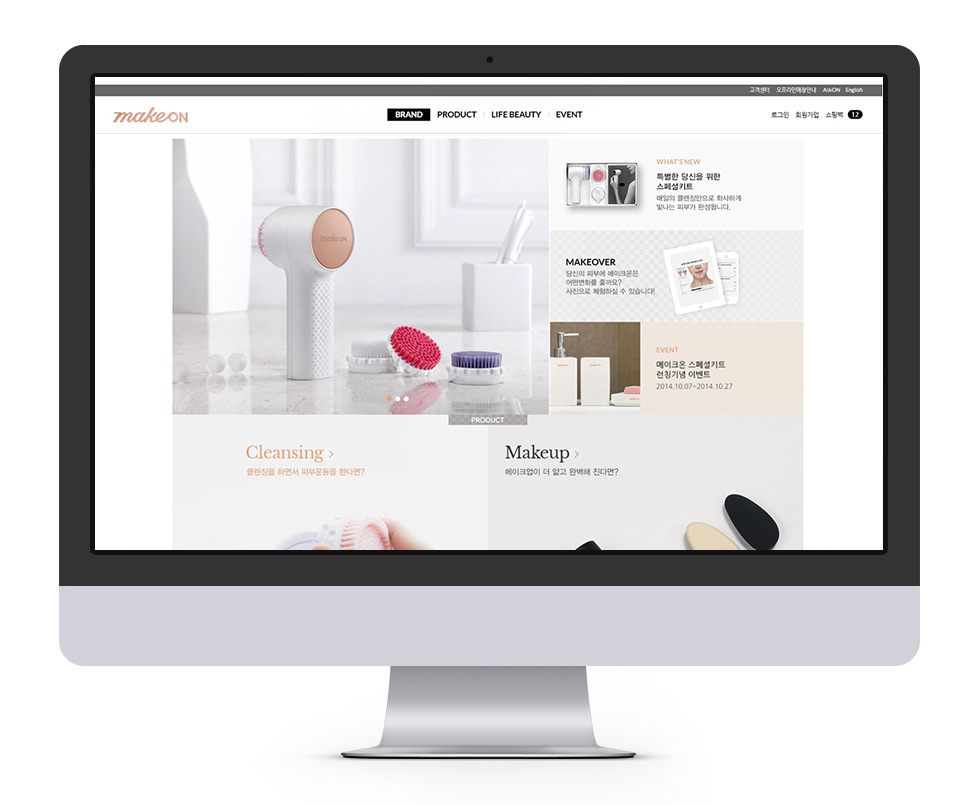 고객센터 오프라인매장안내 AskON English
makeON
BRAND PRODUCT LIFE BEAUTY EVENT
로그인 회원가입 쇼핑백 12
makeON
WHAT'S NEW
특별한 당신을 위한
스페셜키트
매일의 클렌징만으로 화사하게
빛나는 피부가 완성됩니다.
MAKEOVER
당신의 피부에 메이크온은
어떤변화를 줄까요?
사진으로 체험하실 수 있습니다!
EVENT
메이크온 스페셜키트
런칭기념 이벤트
2014.10.07~2014.10.27
PRODUCT
Cleansing >
클렌징을 하면서 피부운동을 한다면?
Makeup >
메이크업이 더 얇고 완벽해 진다면?